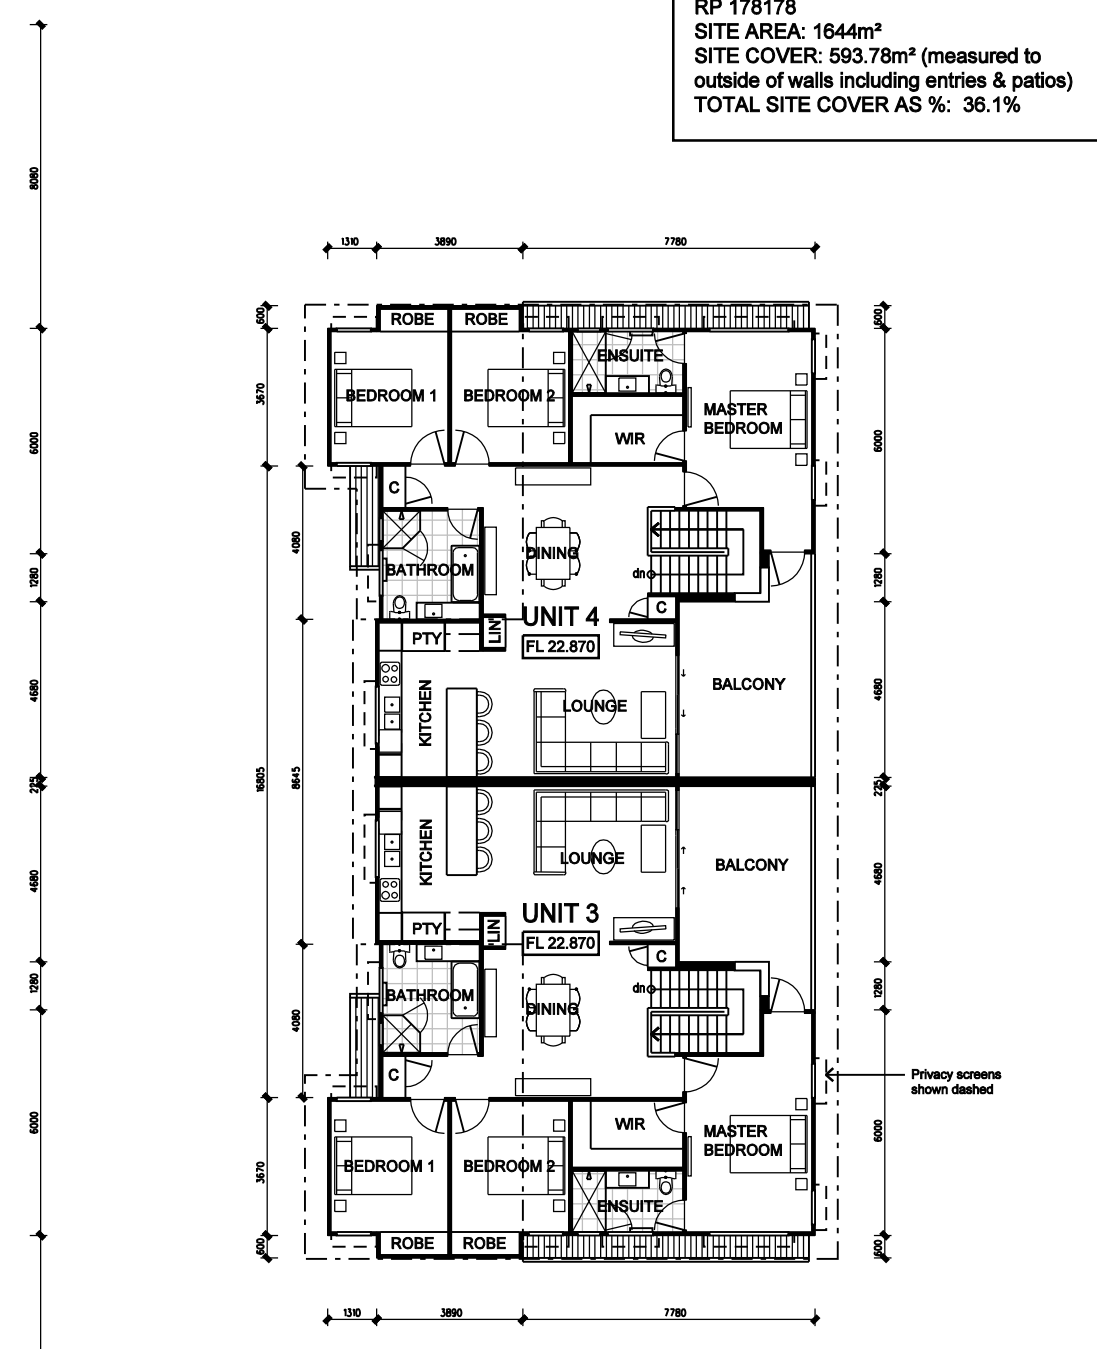 RP 178178
SITE AREA: 1644m²
SITE COVER: 593.78m² (measured to
outside of walls including entries & patios)
TOTAL SITE COVER AS %: 36.1%
8080
1310
3890
7780
600
600
ROBE
ROBE
ENSUITE
3670
BEDROOM 1
BEDROOM 2
MASTER
BEDROOM
6000
WIR
6000
C
4080
DINING
BATHROOM
dn
1280
1280
C
UNIT 4
PTY
LIN
FL 22.870
4680
KITCHEN
LOUNGE
BALCONY
4680
16805
8645
225
225
4680
KITCHEN
LOUNGE
BALCONY
4680
UNIT 3
PTY
LIN
FL 22.870
C
1280
BATHROOM
dn
1280
DINING
4080
C
Privacy screens
shown dashed
6000
WIR
MASTER
BEDROOM
6000
3670
BEDROOM 1
BEDROOM 2
ENSUITE
600
ROBE
ROBE
600
1310
3890
7780